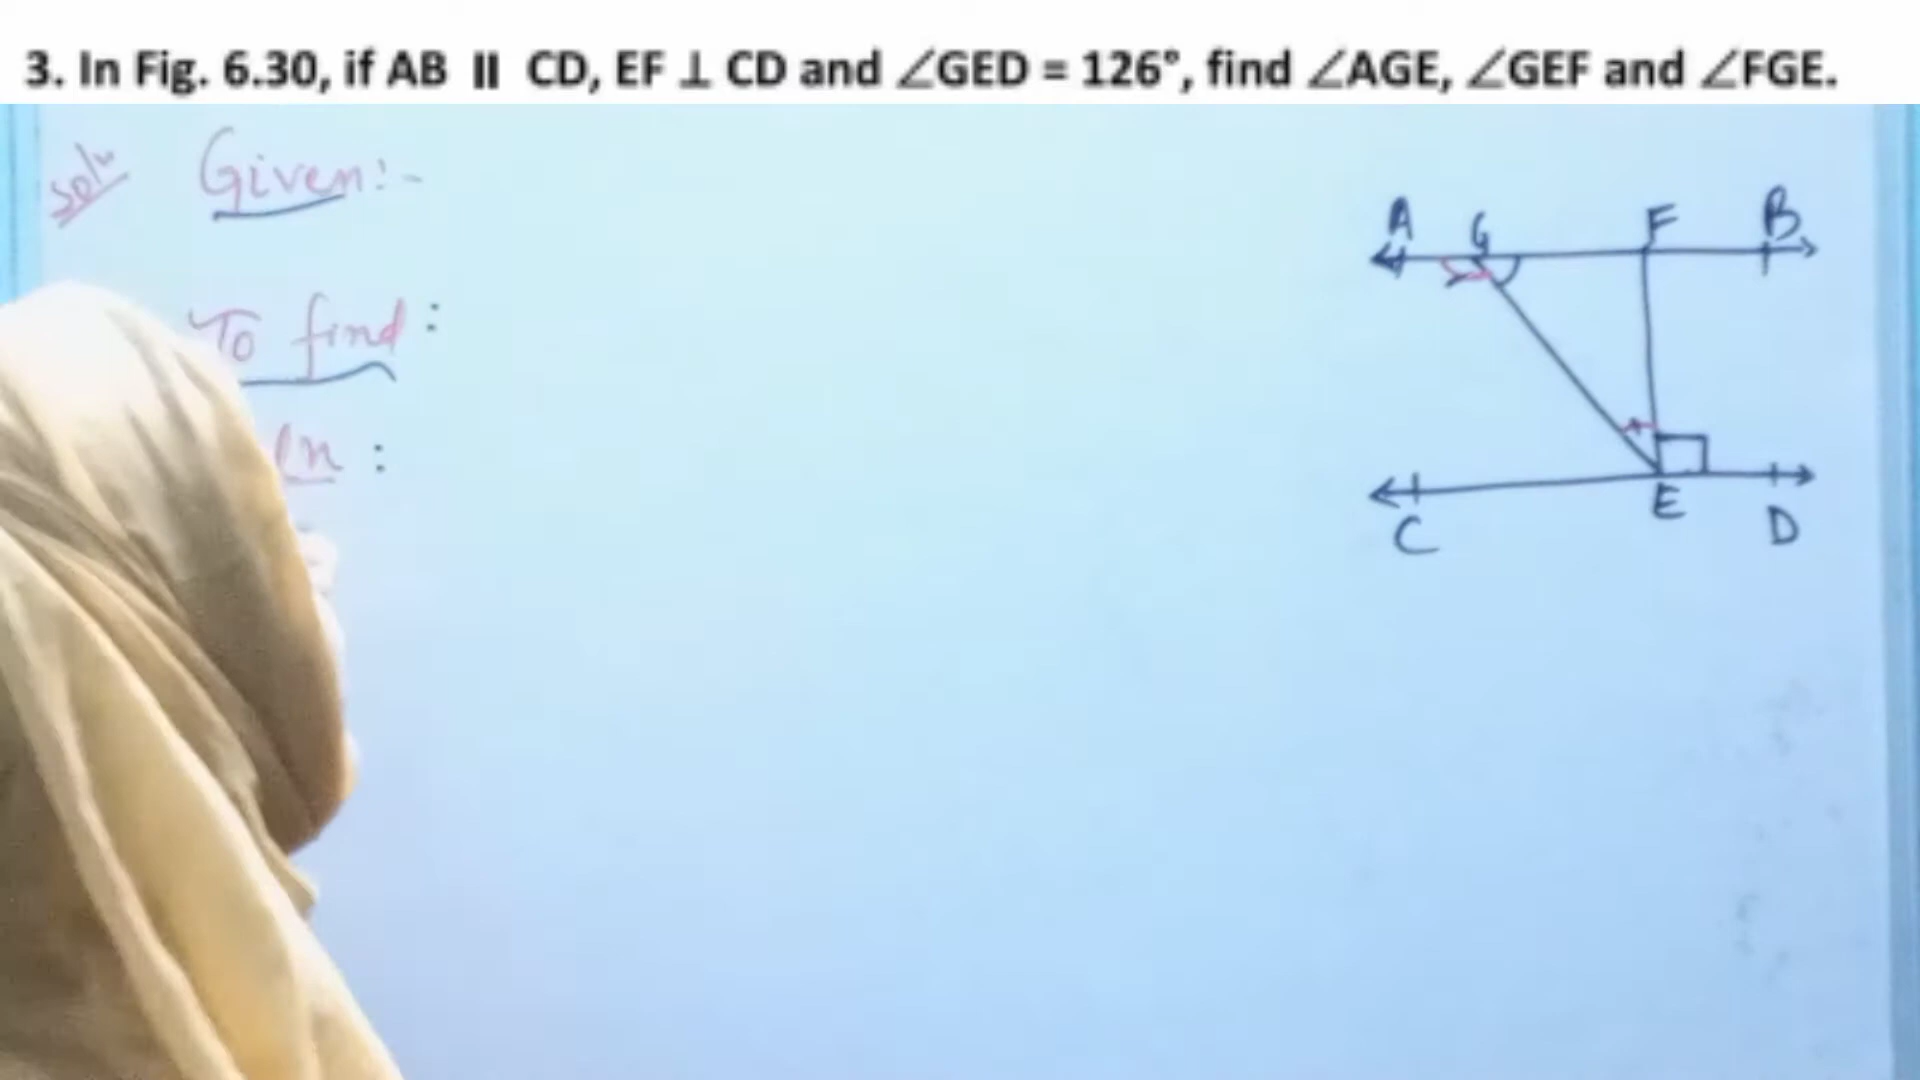 3. In Fig. 6.30, if AB || CD, EF ⊥ CD and ∠GED = 126°, find ∠AGE, ∠GEF and ∠FGE.
Soln Given:-
To find:
ln :
A G F B
C E D